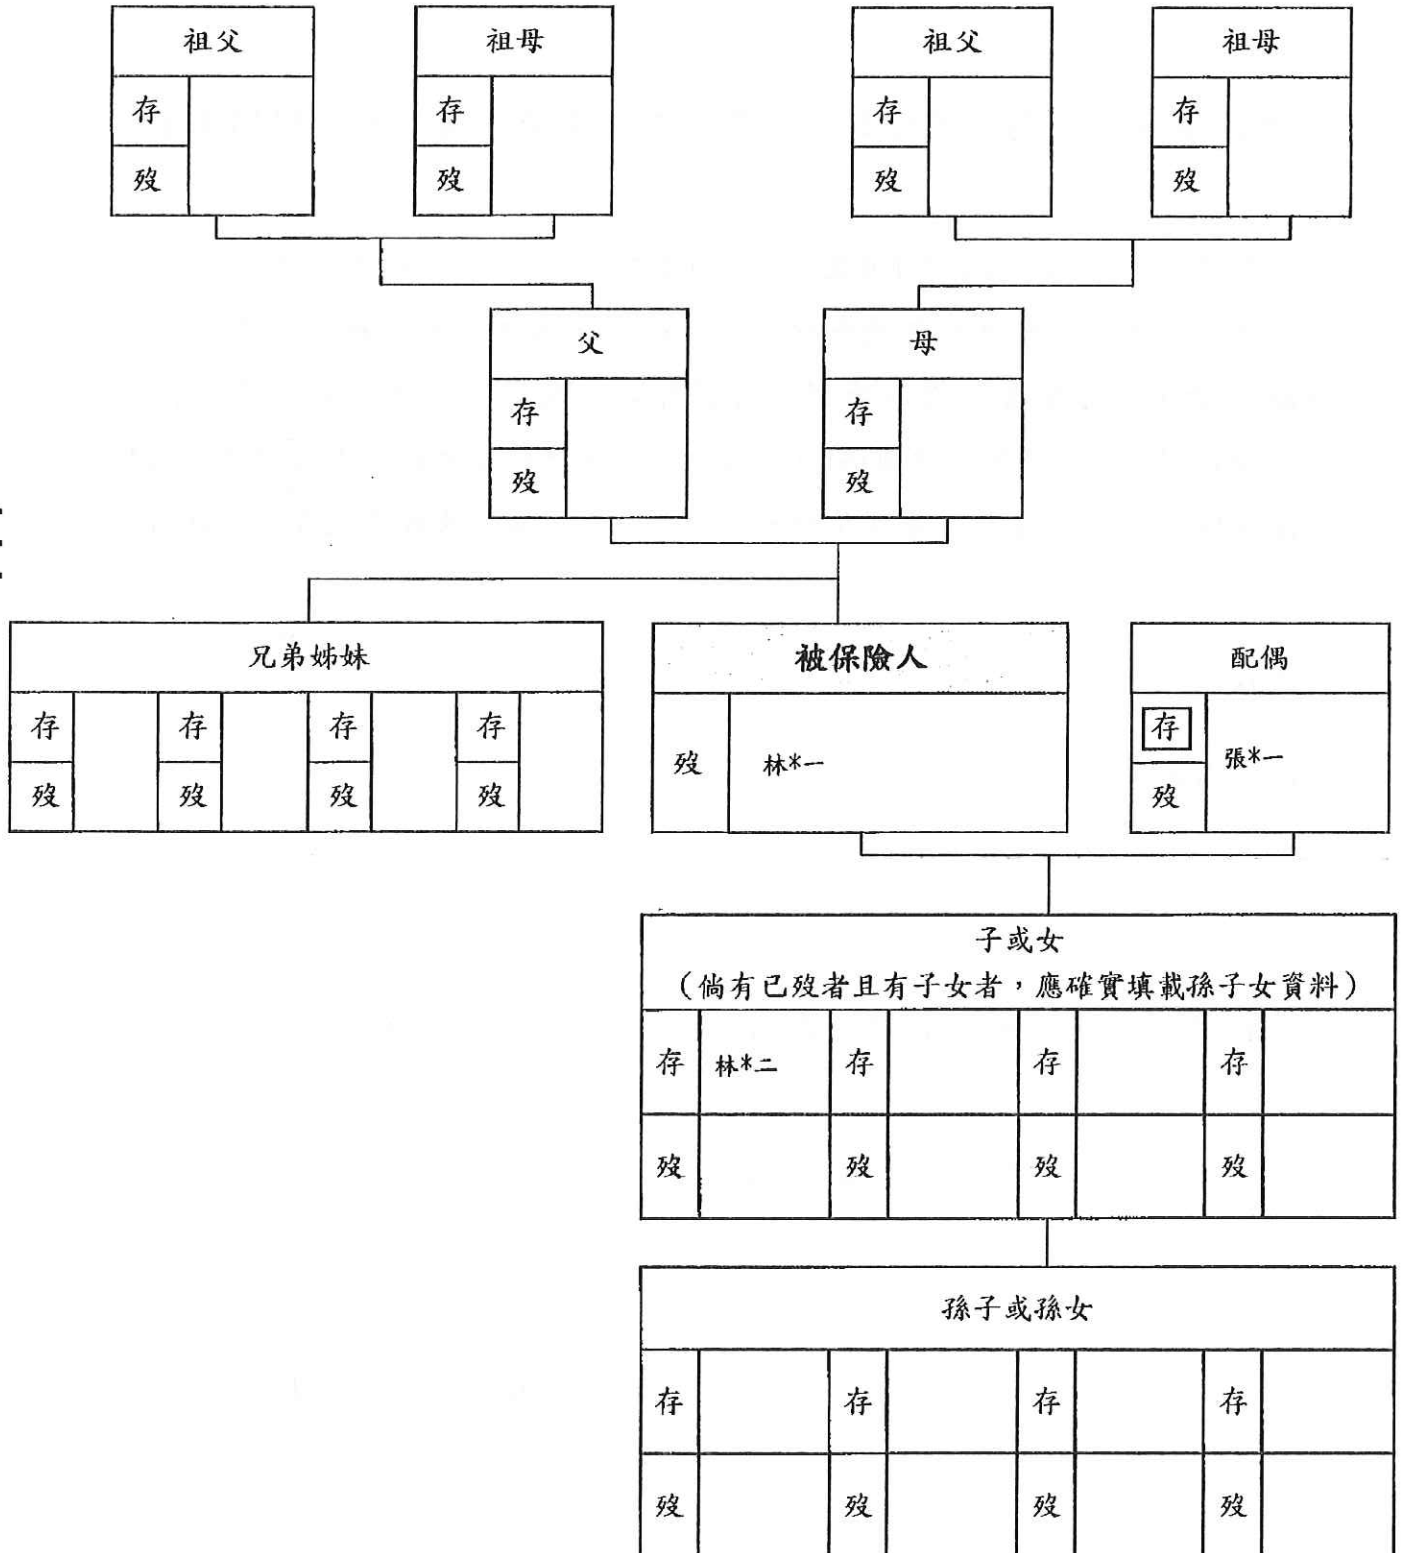 祖父 祖母 祖父 祖母
存 存 存 存
歿 歿 歿 歿
父 母
存 存
歿 歿
兄弟姊妹 被保險人 配偶
存 存 存 存 存
歿 林*一 張*一
歿 歿 歿 歿 歿
子或女
（倘有已歿者且有子女者，應確實填載孫子女資料）
存 林*二 存 存 存
歿 歿 歿 歿
孫子或孫女
存 存 存 存
歿 歿 歿 歿